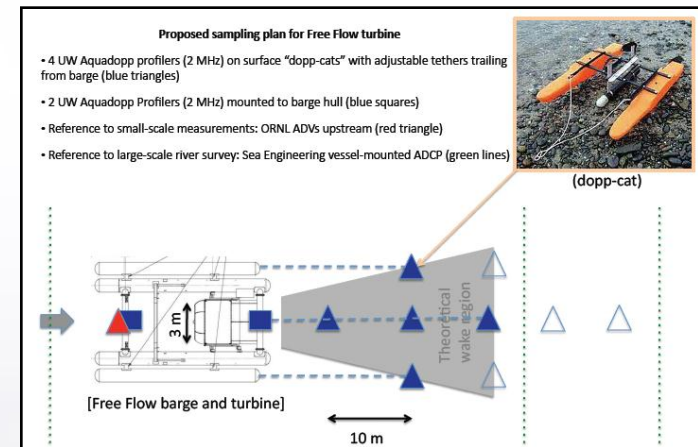 Proposed sampling plan for Free Flow turbine
• 4 UW Aquadopp profilers (2 MHz) on surface “dopp-cats” with adjustable tethers trailing
from barge (blue triangles)
• 2 UW Aquadopp Profilers (2 MHz) mounted to barge hull (blue squares)
• Reference to small-scale measurements: ORNL ADVs upstream (red triangle)
• Reference to large-scale river survey: Sea Engineering vessel-mounted ADCP (green lines)
(dopp-cat)
3 m
Theoretical
wake region
[Free Flow barge and turbine]
10 m